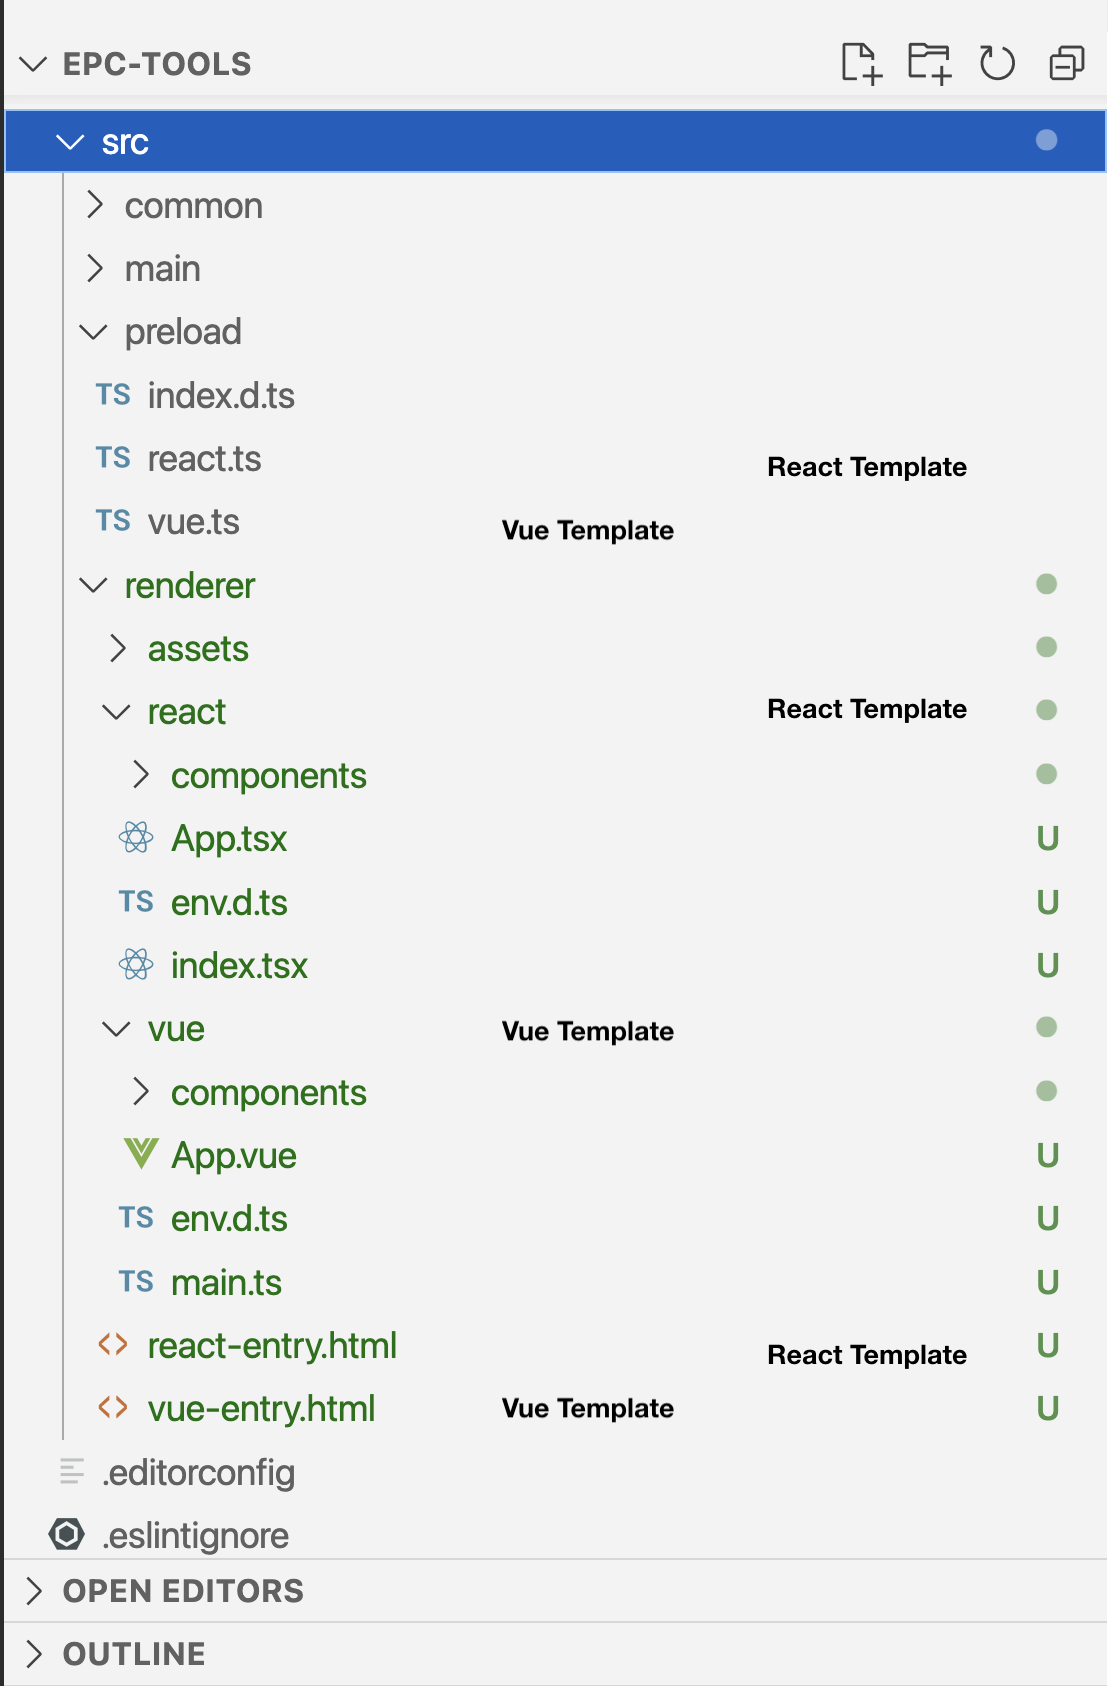 EPC-TOOLS
src
common
main
preload
TS index.d.ts
TS react.ts React Template
TS vue.ts Vue Template
renderer
assets
react React Template
components
App.tsx U
TS env.d.ts U
index.tsx U
vue Vue Template
components
App.vue U
TS env.d.ts U
TS main.ts U
<> react-entry.html React Template U
<> vue-entry.html Vue Template U
.editorconfig
.eslintignore
OPEN EDITORS
OUTLINE